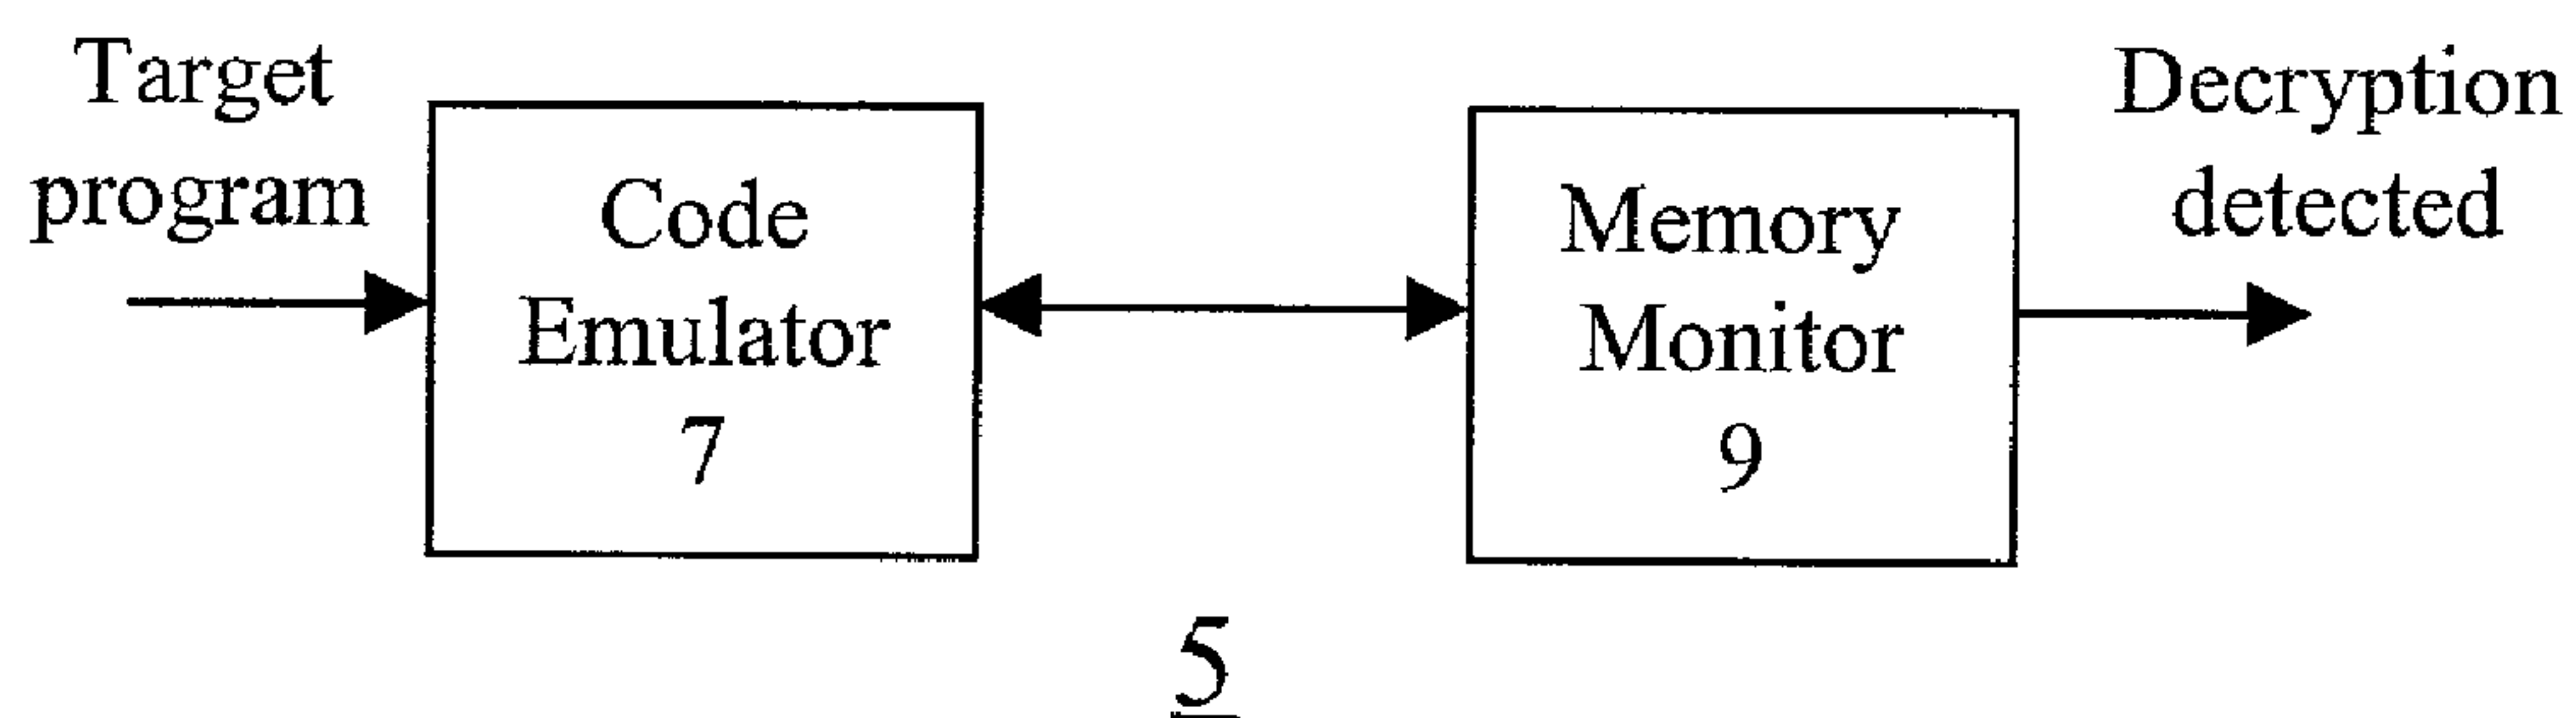 Target
program
Code
Emulator
7
Memory
Monitor
9
Decryption
detected
5